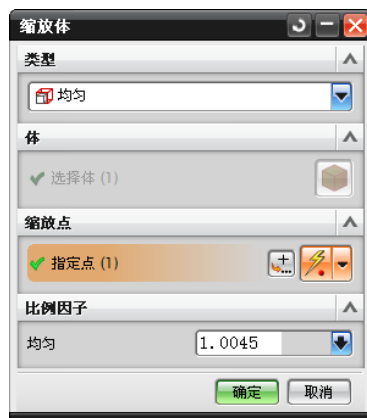 缩放体
类型
均匀
体
选择体 (1)
缩放点
指定点 (1)
比例因子
均匀 1.0045
确定 取消